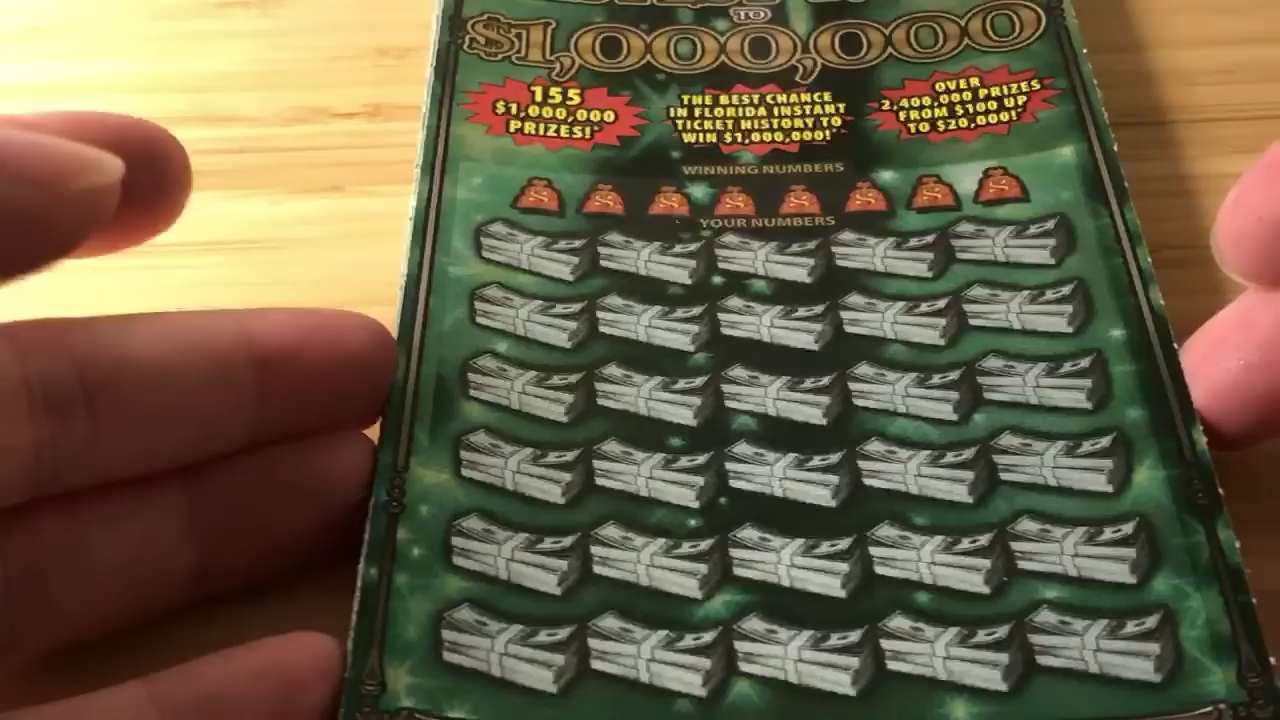 TO
$1,000,000
155
$1,000,000
PRIZES!*
THE BEST CHANCE
IN FLORIDA INSTANT
TICKET HISTORY TO
WIN $1,000,000!*
OVER
2,400,000 PRIZES
FROM $100 UP
TO $20,000!*
WINNING NUMBERS
YOUR NUMBERS